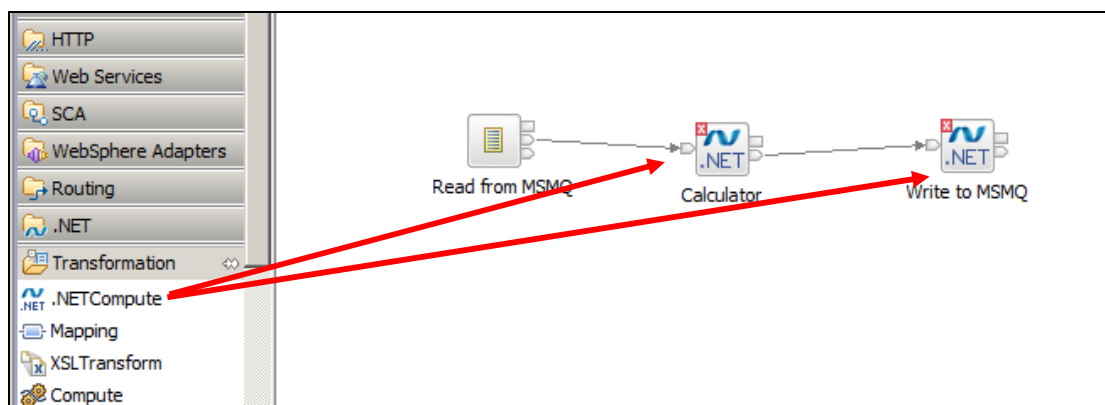 HTTP
Web Services
SCA
WebSphere Adapters
Routing
.NET
Transformation
.NET .NETCompute
Mapping
XSLTransform
Compute
Read from MSMQ
.NET
Calculator
.NET
Write to MSMQ